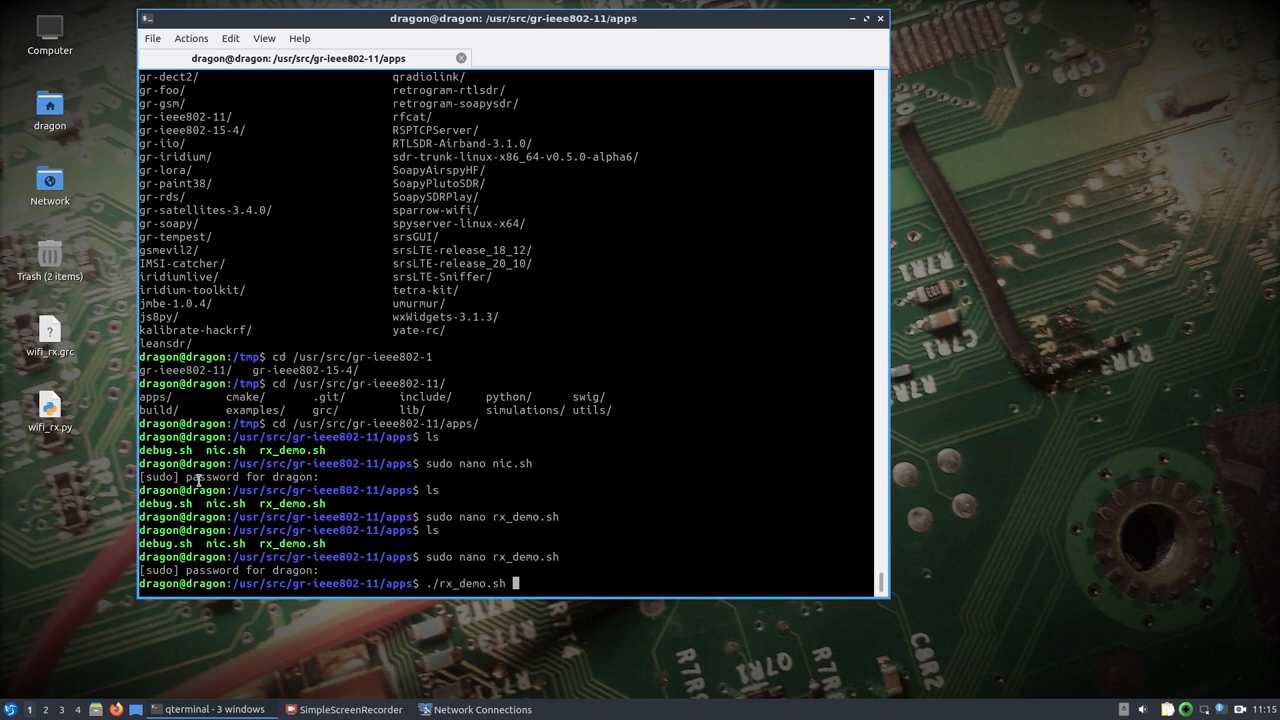 dragon@dragon: /usr/src/gr-ieee802-11/apps
File Actions Edit View Help
dragon@dragon: /usr/src/gr-ieee802-11/apps
gr-dect2/ qradiolink/
gr-foo/ retrogram-rtlsdr/
gr-gsm/ retrogram-soapysdr/
gr-ieee802-11/ rfcat/
gr-ieee802-15-4/ RSPTCPServer/
gr-iio/ RTLSDR-Airband-3.1.0/
gr-iridium/ sdr-trunk-linux-x86_64-v0.5.0-alpha6/
gr-lora/ SoapyAirspyHF/
gr-paint38/ SoapyPlutoSDR/
gr-rds/ SoapySDRPlay/
gr-satellites-3.4.0/ sparrow-wifi/
gr-soapy/ spyserver-linux-x64/
gr-tempest/ srsGUI/
gsmevil2/ srsLTE-release_18_12/
IMSI-catcher/ srsLTE-release_20_10/
iridiumlive/ srsLTE-Sniffer/
iridium-toolkit/ tetra-kit/
jmbe-1.0.4/ umurmur/
js8py/ wxWidgets-3.1.3/
kalibrate-hackrf/ yate-rc/
leansdr/
dragon@dragon:/tmp$ cd /usr/src/gr-ieee802-1
gr-ieee802-11/ gr-ieee802-15-4/
dragon@dragon:/tmp$ cd /usr/src/gr-ieee802-11/
apps/ cmake/ .git/ include/ python/ swig/
build/ examples/ grc/ lib/ simulations/ utils/
dragon@dragon:/tmp$ cd /usr/src/gr-ieee802-11/apps/
dragon@dragon:/usr/src/gr-ieee802-11/apps$ ls
debug.sh nic.sh rx_demo.sh
dragon@dragon:/usr/src/gr-ieee802-11/apps$ sudo nano nic.sh
[sudo] password for dragon:
dragon@dragon:/usr/src/gr-ieee802-11/apps$ ls
debug.sh nic.sh rx_demo.sh
dragon@dragon:/usr/src/gr-ieee802-11/apps$ sudo nano rx_demo.sh
dragon@dragon:/usr/src/gr-ieee802-11/apps$ ls
debug.sh nic.sh rx_demo.sh
dragon@dragon:/usr/src/gr-ieee802-11/apps$ sudo nano rx_demo.sh
[sudo] password for dragon:
dragon@dragon:/usr/src/gr-ieee802-11/apps$ ./rx_demo.sh
Computer
dragon
Network
Trash (2 items)
wifi_rx.grc
wifi_rx.py
1 2 3 4 qterminal - 3 windows SimpleScreenRecorder Network Connections 11:15